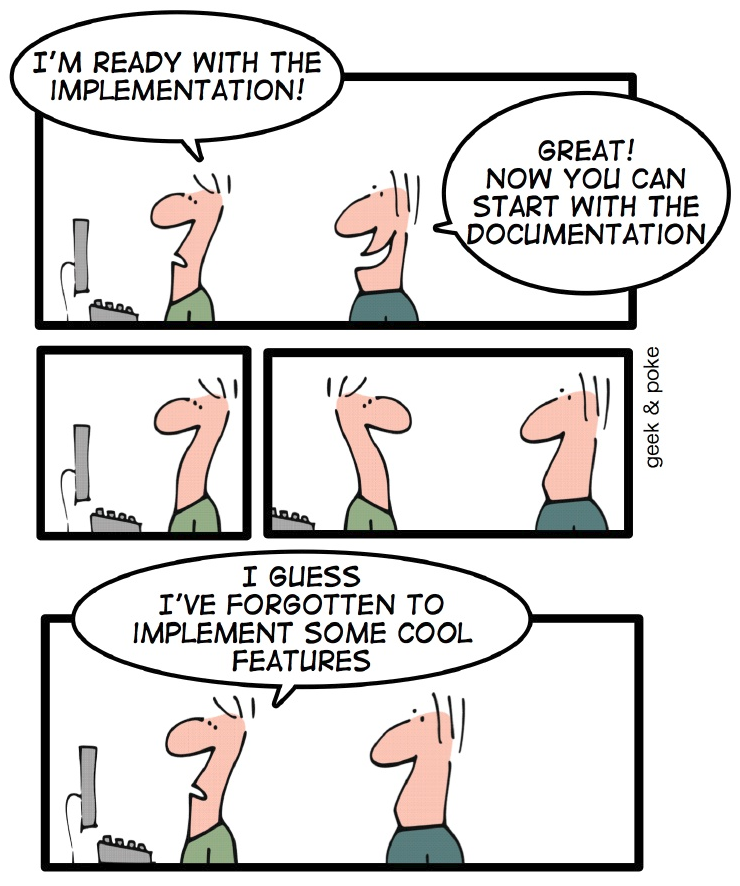 I'M READY WITH THE
IMPLEMENTATION!
GREAT!
NOW YOU CAN
START WITH THE
DOCUMENTATION
geek & poke
I GUESS
I'VE FORGOTTEN TO
IMPLEMENT SOME COOL
FEATURES